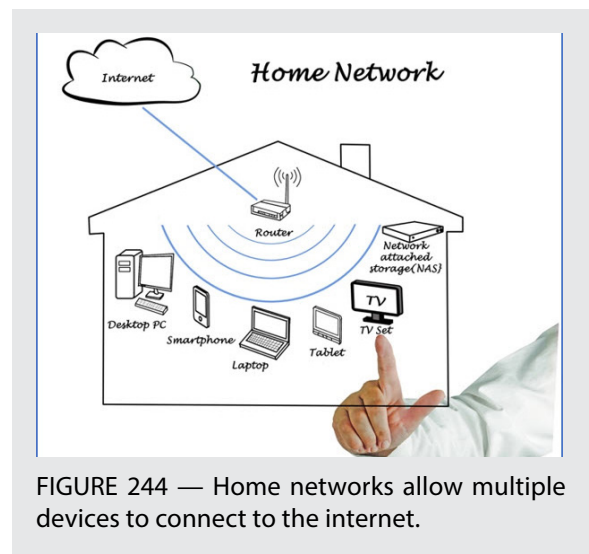 Internet
Home Network
Router
Network
attached
storage(NAS}
Desktop PC
Smartphone
Laptop
Tablet
TV
TV Set
FIGURE 244 — Home networks allow multiple
devices to connect to the internet.